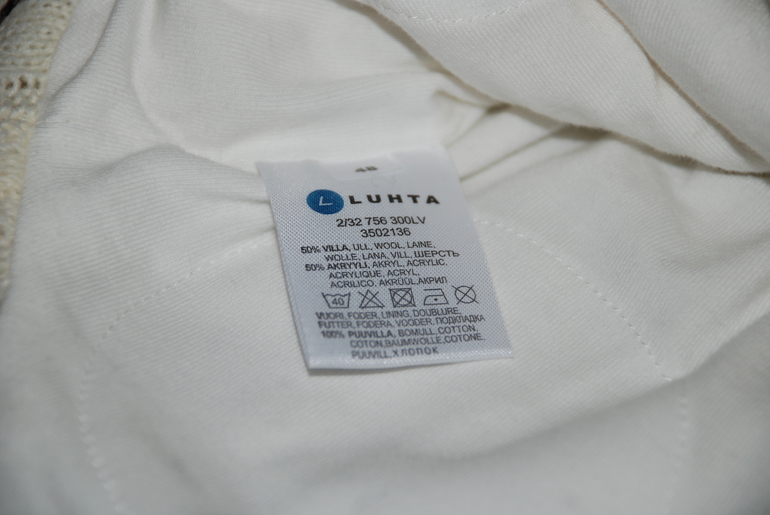 48
L LUHTA
2/32 756 300LV
3502136
50% VILLA, ULL, WOOL, LAINE,
WOLLE, LANA, VILL, ШЕРСТЬ
50% AKRYYLI, AKRYL, ACRYLIC,
ACRYLIQUE, ACRYL,
ACRILICO, AKRÜÜL, АКРИЛ
40
VUORI, FODER, LINING, DOUBLURE,
FUTTER, FODERA, VOODER, ПОДКЛАДКА
100% PUUVILLA, BOMULL, COTTON,
COTON, BAUMWOLLE, COTONE,
PUUVILL, ХЛОПОК